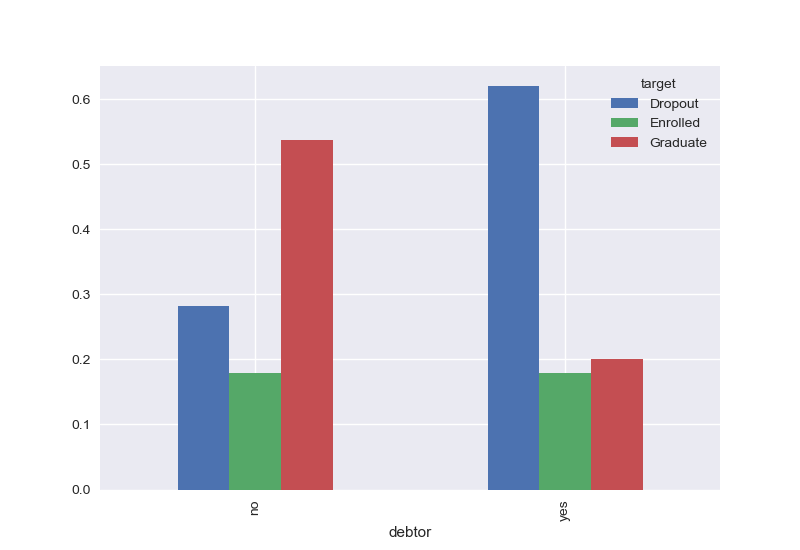 target
Dropout
Enrolled
Graduate
0.6
0.5
0.4
0.3
0.2
0.1
0.0
no
yes
debtor